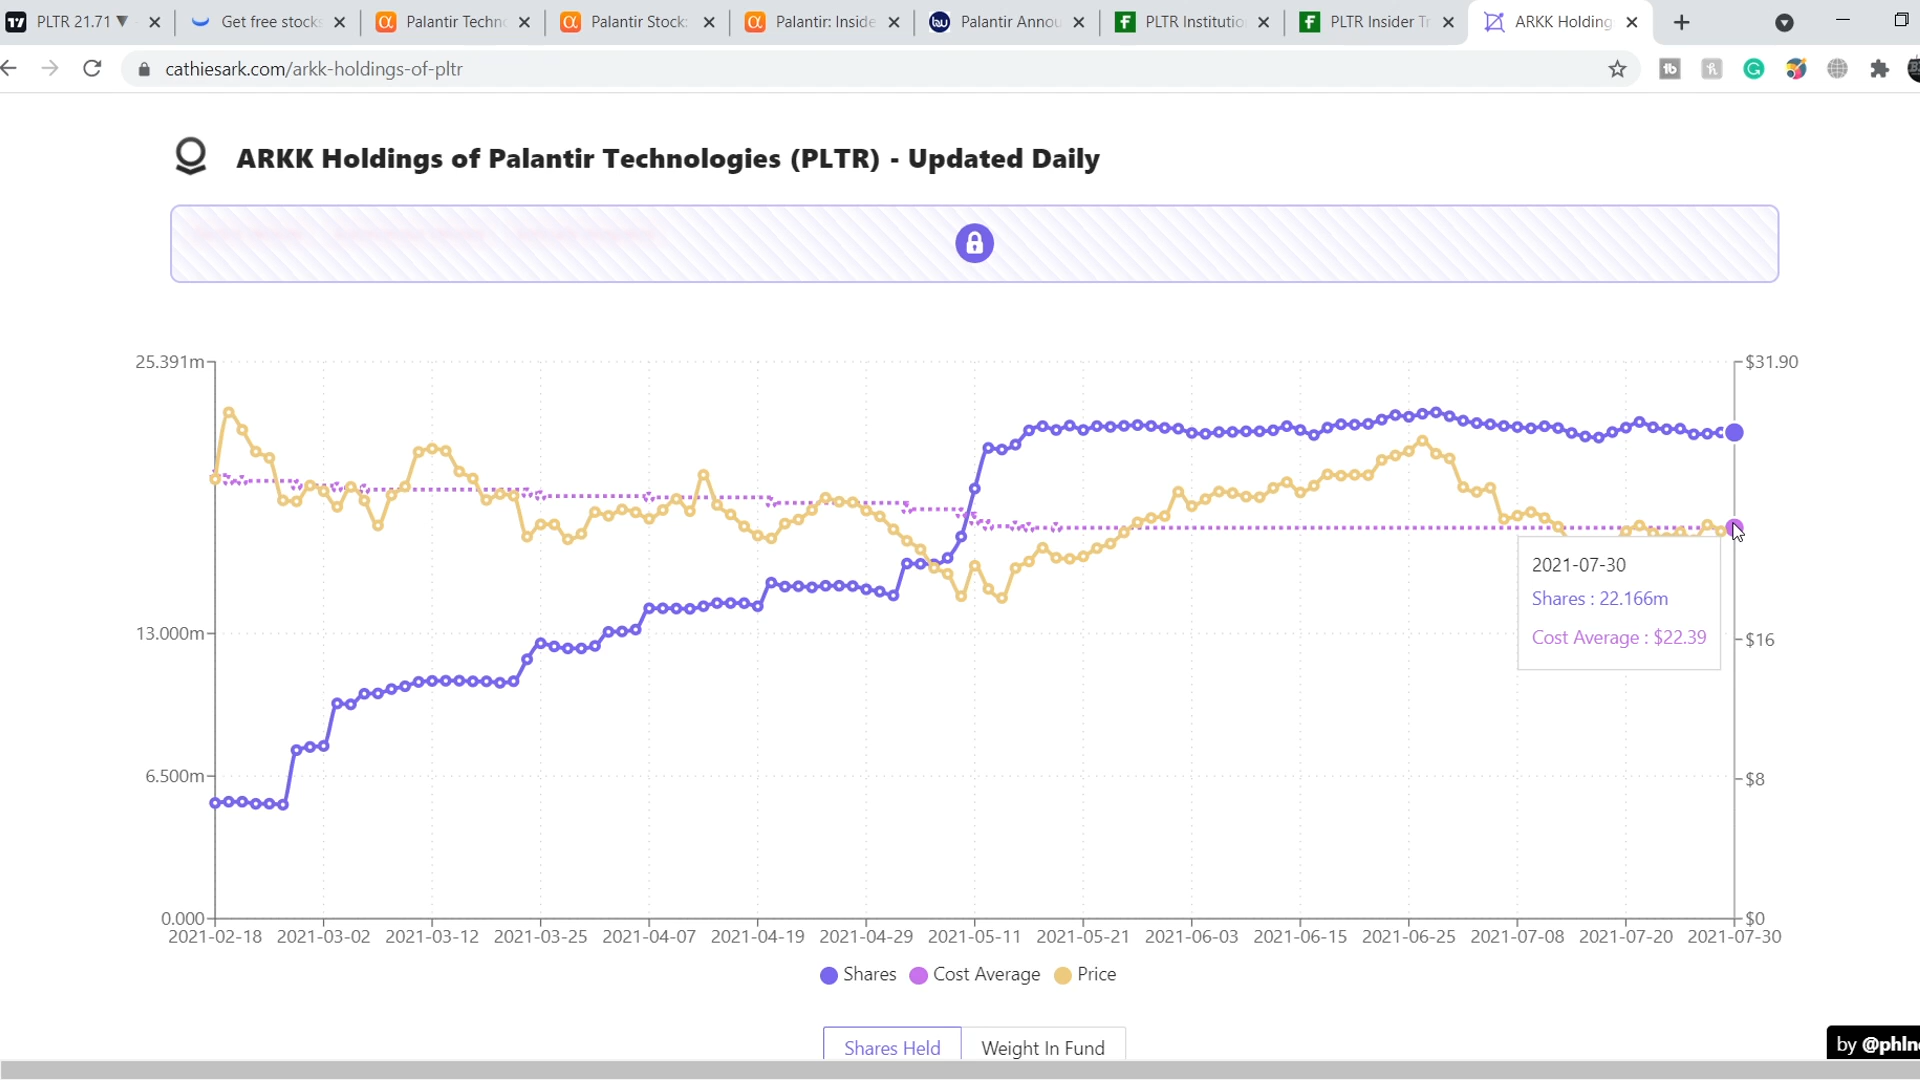 PLTR 21.71 ▼
Get free stocks
Palantir Techno
Palantir Stock:
Palantir: Inside
Palantir Annou
PLTR Institutio
PLTR Insider Tr
ARKK Holding
cathiesark.com/arkk-holdings-of-pltr
ARKK Holdings of Palantir Technologies (PLTR) - Updated Daily
25.391m
$31.90
2021-07-30
Shares : 22.166m
Cost Average : $22.39
13.000m
$16
6.500m
$8
0.000
$0
2021-02-18 2021-03-02 2021-03-12 2021-03-25 2021-04-07 2021-04-19 2021-04-29 2021-05-11 2021-05-21 2021-06-03 2021-06-15 2021-06-25 2021-07-08 2021-07-20 2021-07-30
Shares Cost Average Price
Shares Held Weight In Fund
by @phln